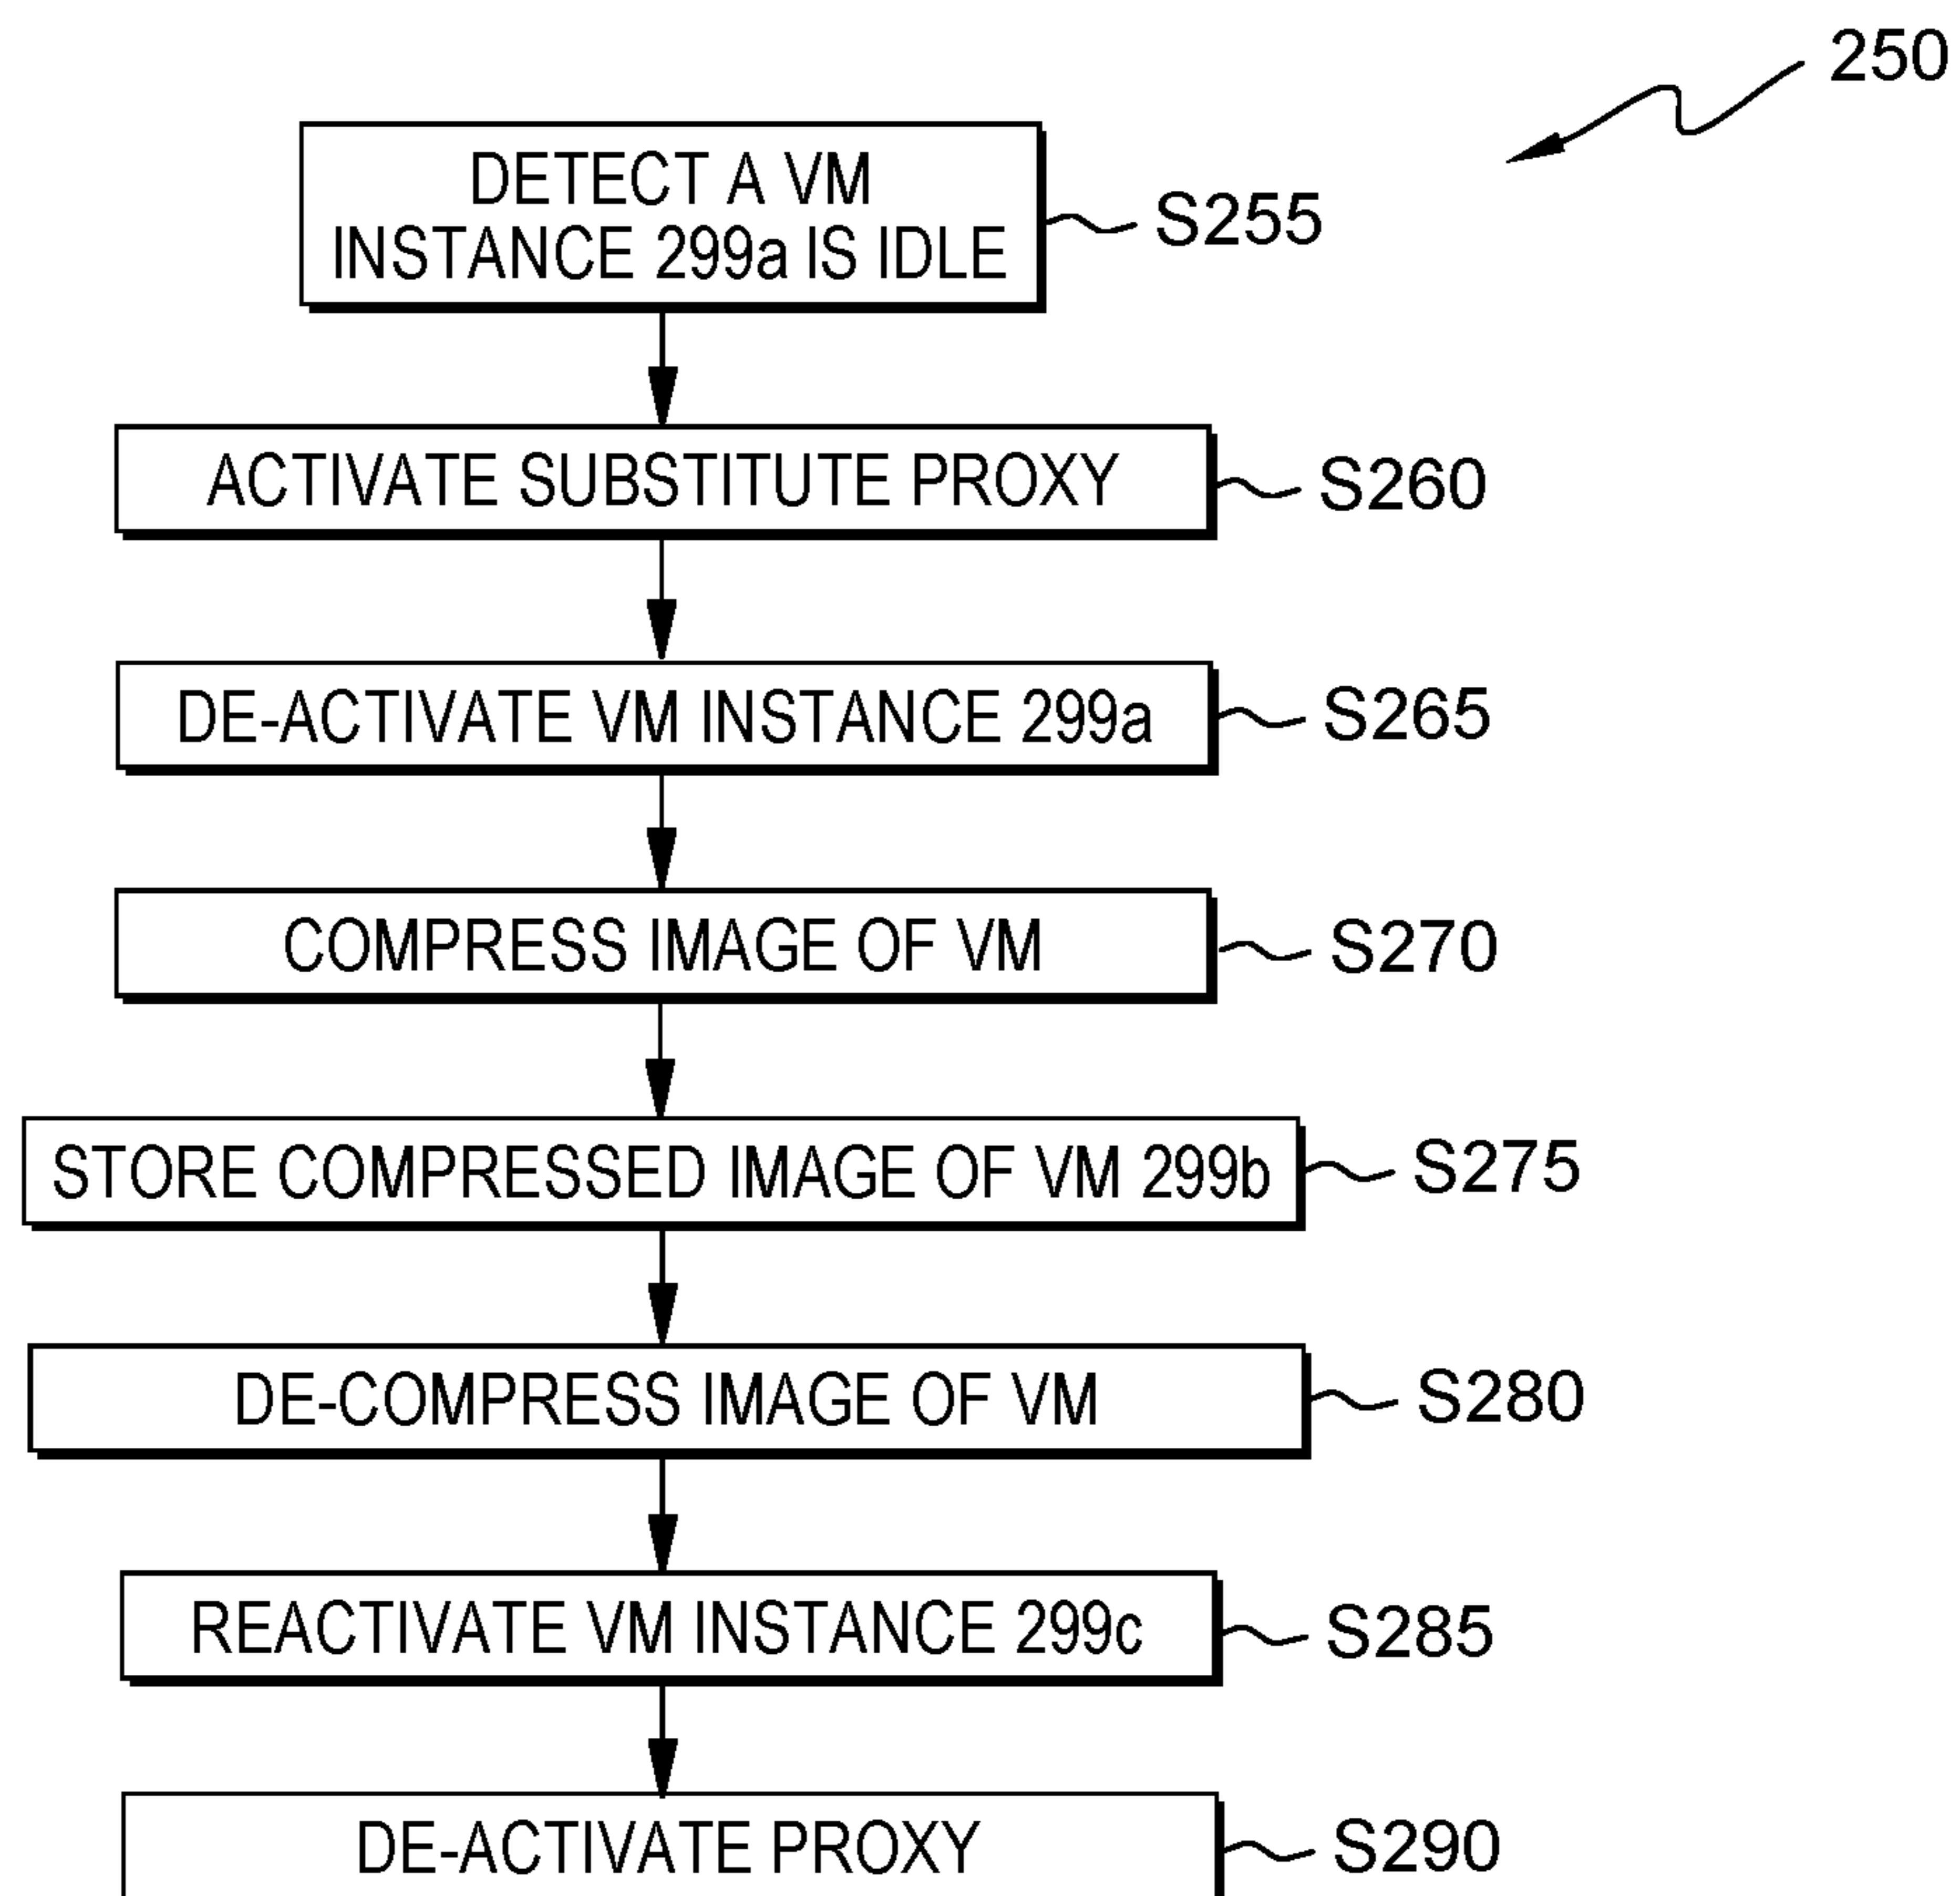 250
DETECT A VM
INSTANCE 299a IS IDLE
S255
ACTIVATE SUBSTITUTE PROXY
S260
DE-ACTIVATE VM INSTANCE 299a
S265
COMPRESS IMAGE OF VM
S270
STORE COMPRESSED IMAGE OF VM 299b
S275
DE-COMPRESS IMAGE OF VM
S280
REACTIVATE VM INSTANCE 299c
S285
DE-ACTIVATE PROXY
S290